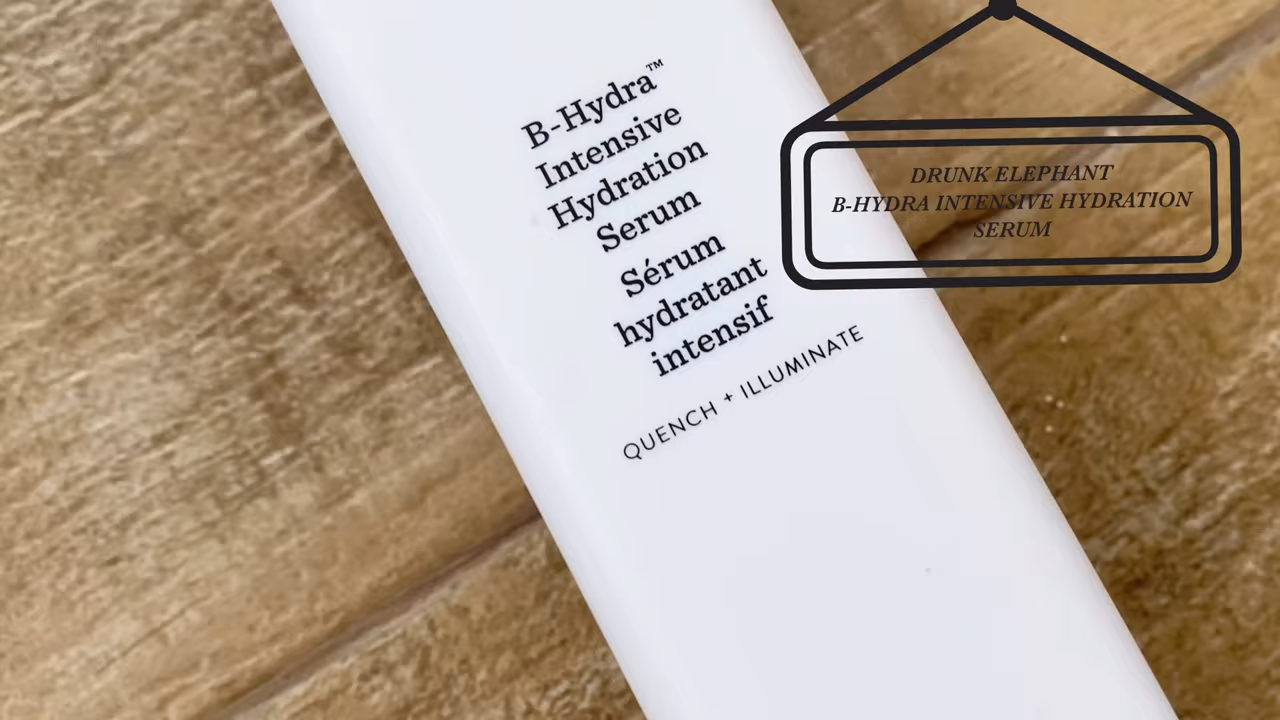 B-Hydra™
Intensive
Hydration
Serum
Sérum
hydratant
intensif
QUENCH + ILLUMINATE
DRUNK ELEPHANT
B-HYDRA INTENSIVE HYDRATION
SERUM